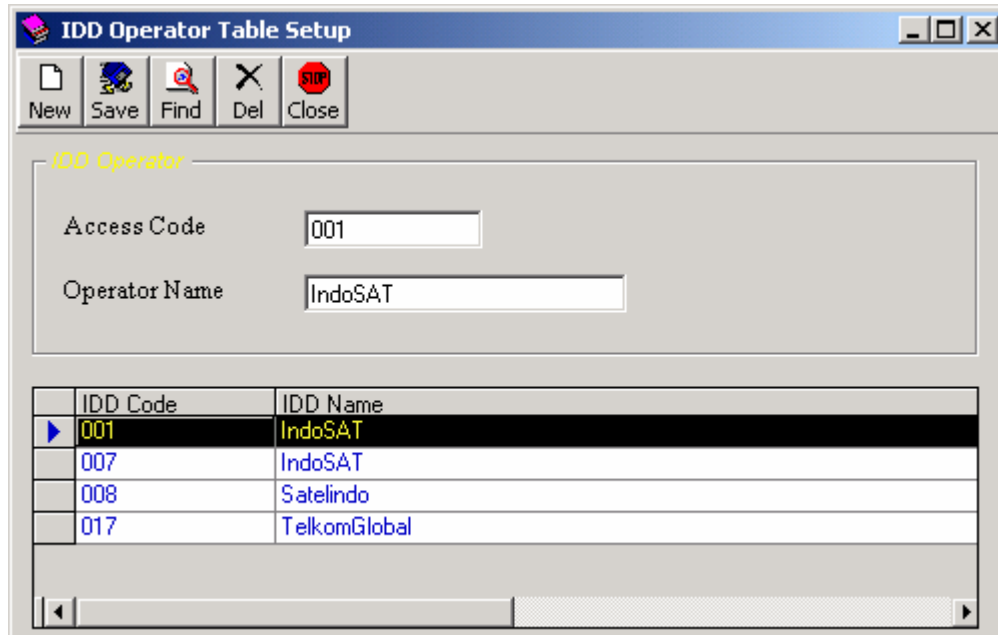 IDD Operator Table Setup
New Save Find Del STOP Close
IDD Operator
Access Code 001
Operator Name IndoSAT
IDD Code IDD Name
001 IndoSAT
007 IndoSAT
008 Satelindo
017 TelkomGlobal